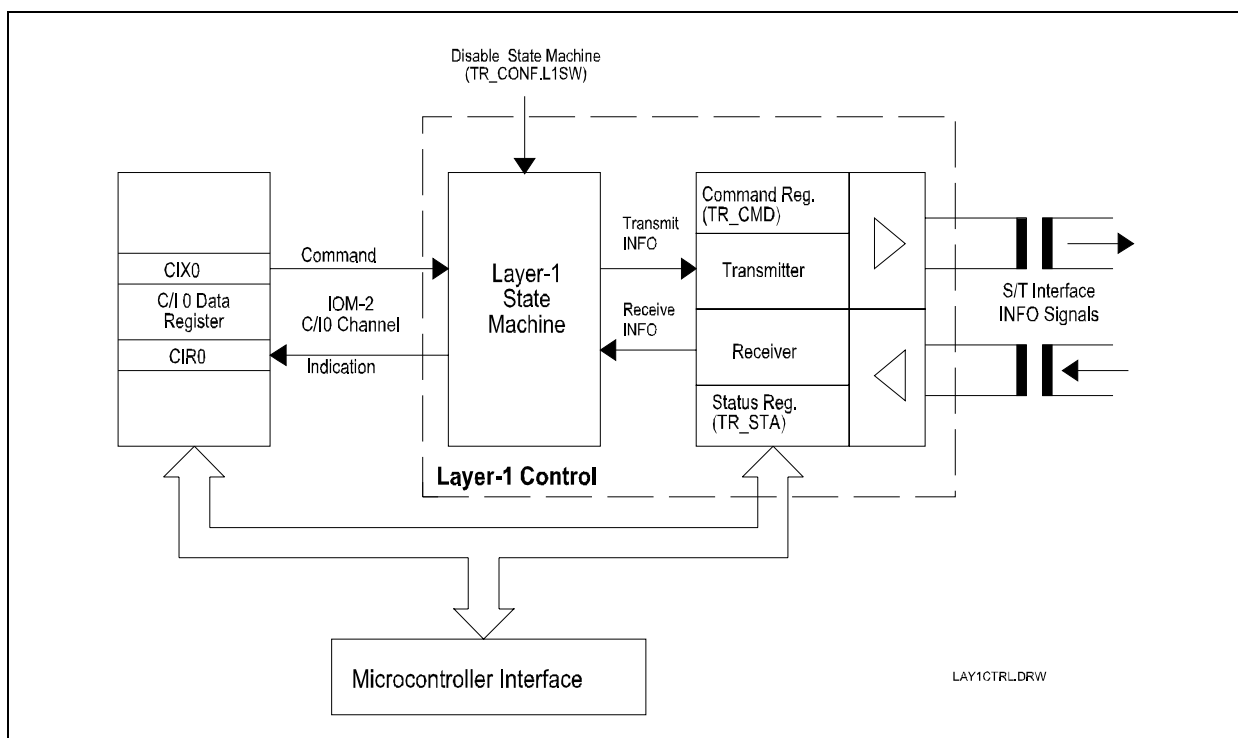 Disable State Machine
(TR_CONF.L1SW)
CIX0
C/I 0 Data
Register
CIR0
Command
IOM-2
C/I0 Channel
Indication
Layer-1
State
Machine
Transmit
INFO
Receive
INFO
Command Reg.
(TR_CMD)
Transmitter
Receiver
Status Reg.
(TR_STA)
S/T Interface
INFO Signals
Layer-1 Control
Microcontroller Interface
LAY1CTRL.DRW